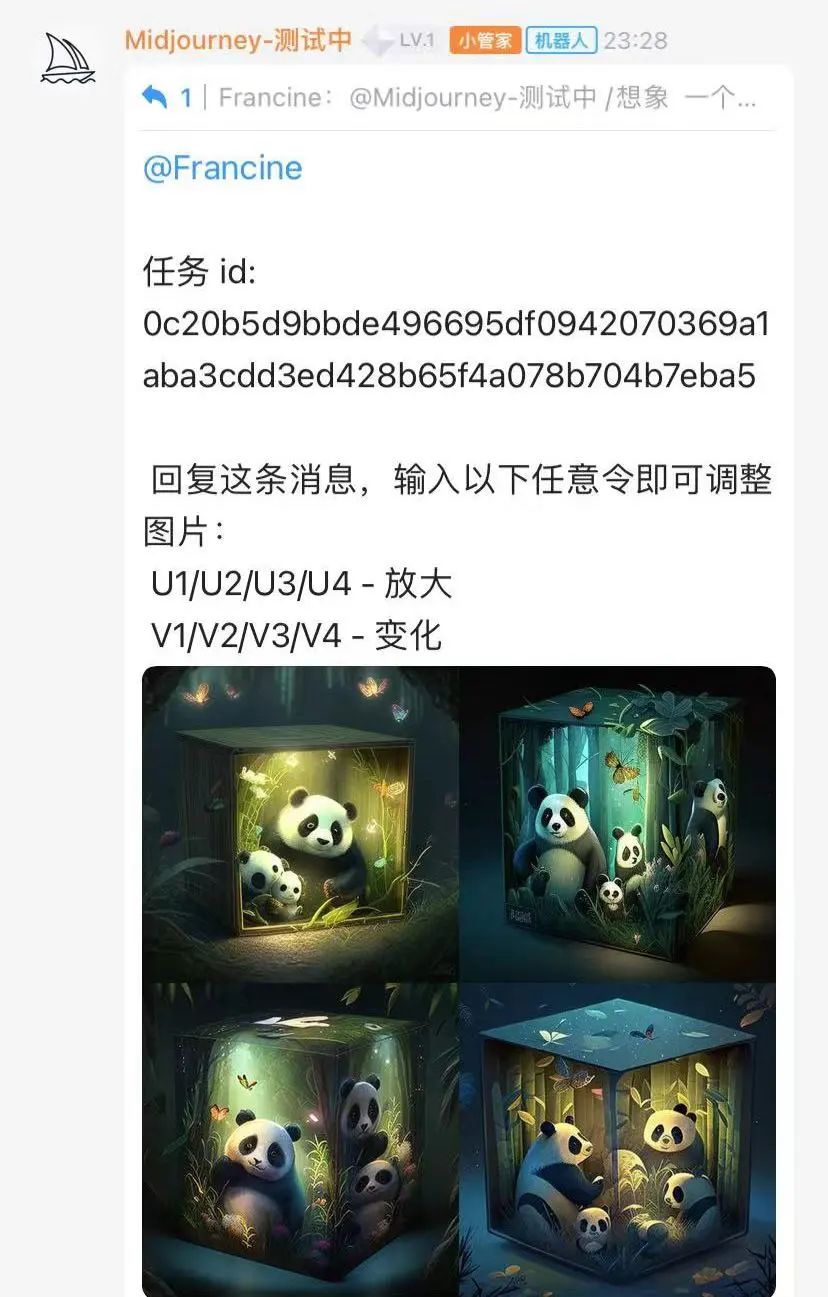 Midjourney-测试中 LV.1 小管家 机器人 23:28
1 | Francine：@Midjourney-测试中 /想象 一个...
@Francine
任务 id:
0c20b5d9bbde496695df0942070369a1
aba3cdd3ed428b65f4a078b704b7eba5
回复这条消息，输入以下任意令即可调整
图片：
U1/U2/U3/U4 - 放大
V1/V2/V3/V4 - 变化